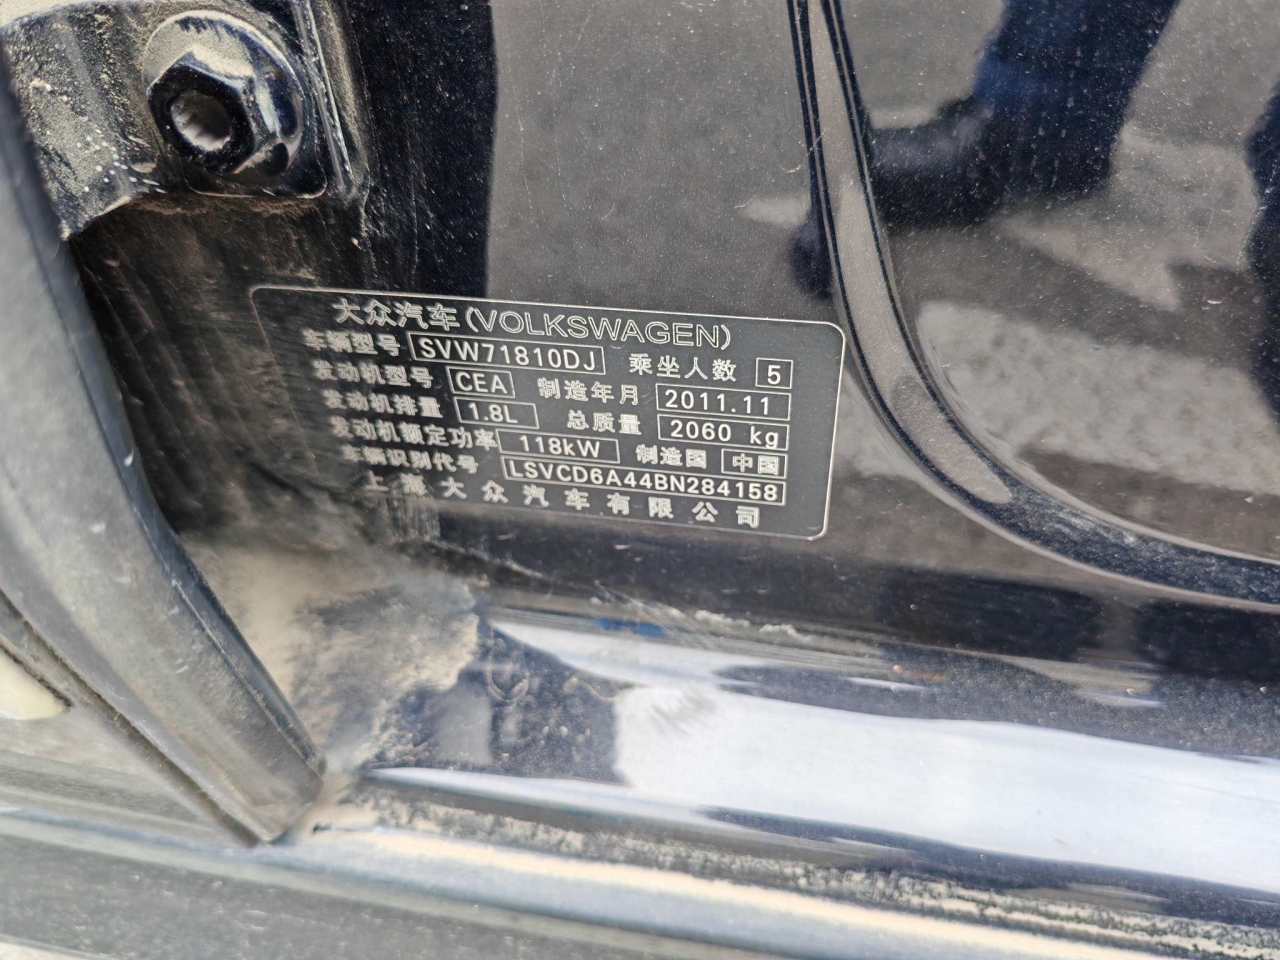 大众汽车(VOLKSWAGEN)
车辆型号 SVW71810DJ 乘坐人数 5
发动机型号 CEA 制造年月 2011.11
发动机排量 1.8L 总质量 2060 kg
发动机额定功率 118kW 制造国 中国
车辆识别代号 LSVCD6A44BN284158
上海大众汽车有限公司